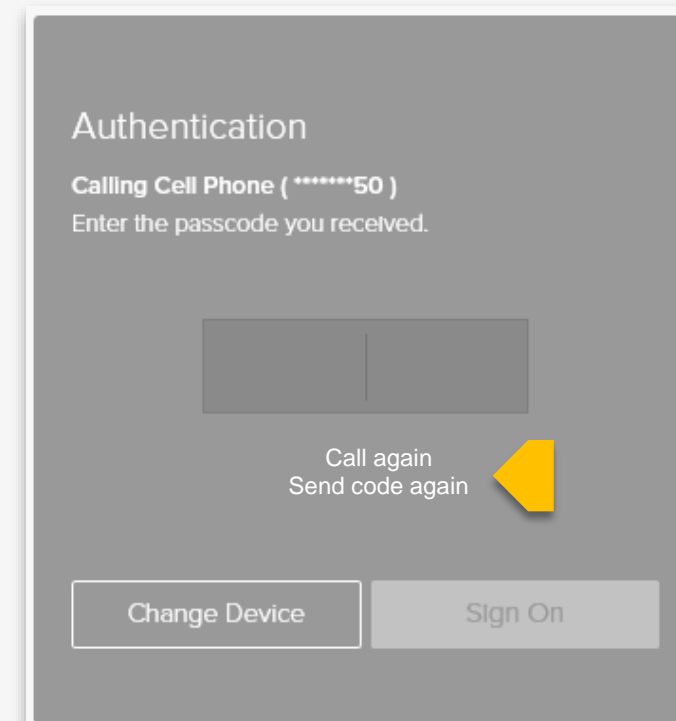 Authentication
Calling Cell Phone ( *******50 )
Enter the passcode you received.
Call again
Send code again
Change Device
Sign On